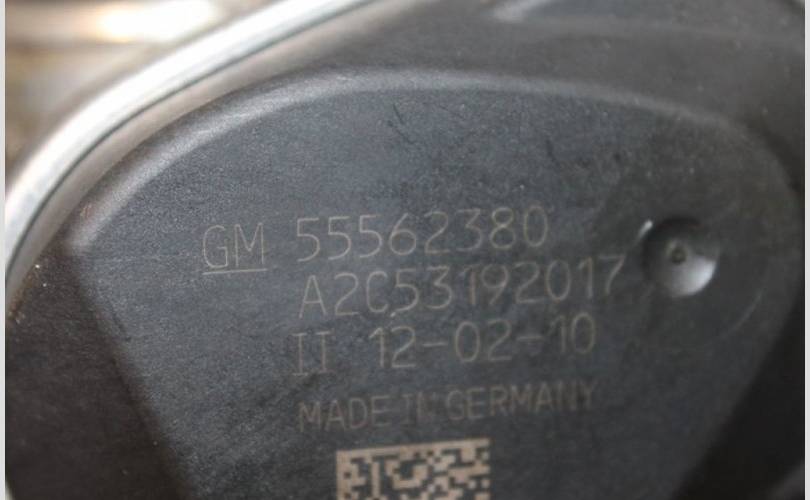 GM 55562380
A2C53192017
II 12-02-10
MADE IN GERMANY